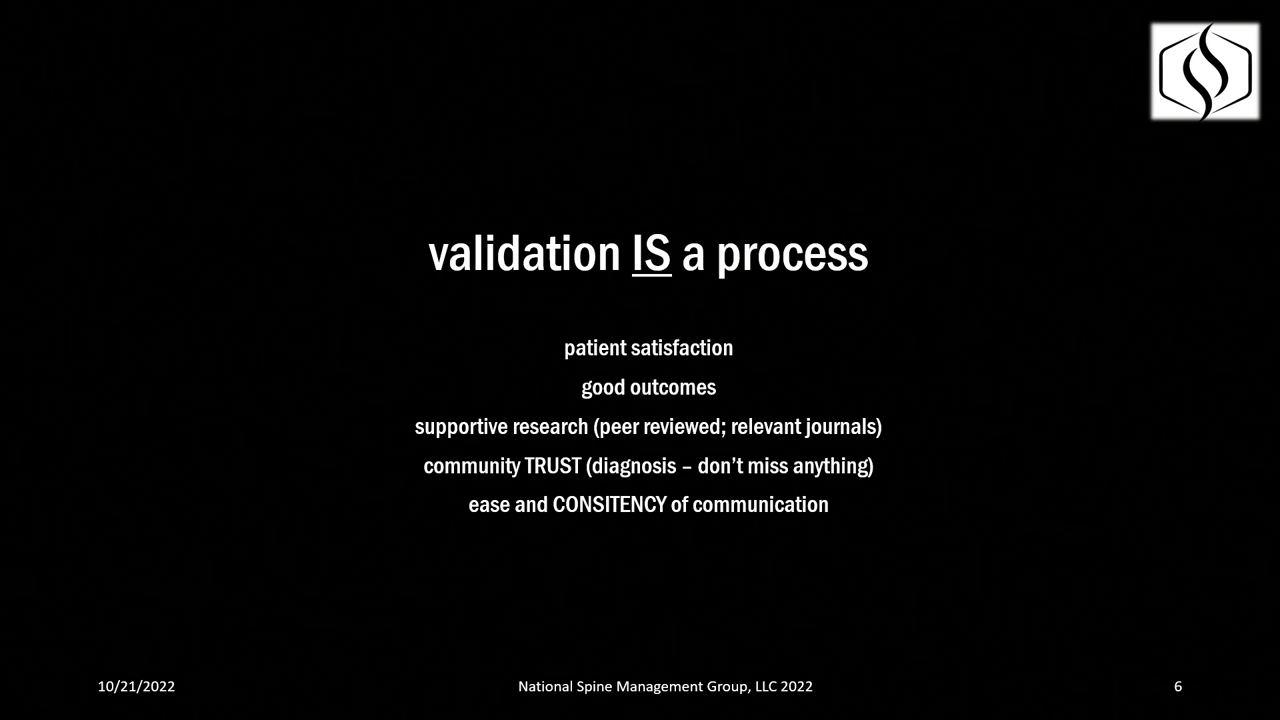 validation IS a process
patient satisfaction
good outcomes
supportive research (peer reviewed; relevant journals)
community TRUST (diagnosis – don’t miss anything)
ease and CONSITENCY of communication
10/21/2022
National Spine Management Group, LLC 2022
6